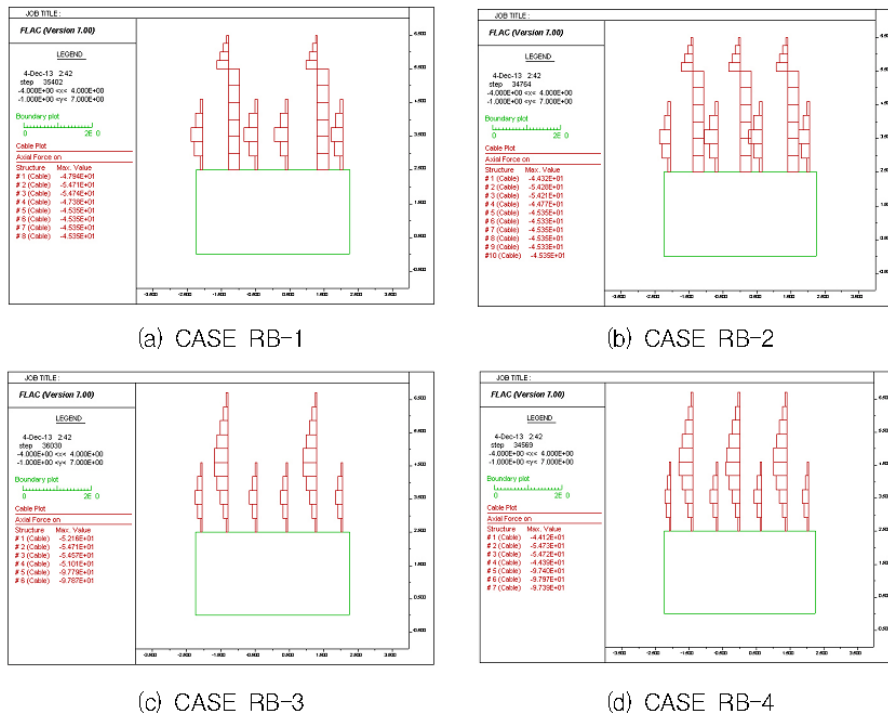 JOB TITLE :
FLAC (Version 7.00)
LEGEND
4-Dec-13 2:42
step 35402
-4.000E+00 <x< 4.000E+00
-1.000E+00 <y< 7.000E+00
Boundary plot
0 2E 0
Cable Plot
Axial Force on
Structure Max. Value
# 1 (Cable) -4.794E+01
# 2 (Cable) -5.471E+01
# 3 (Cable) -5.474E+01
# 4 (Cable) -4.738E+01
# 5 (Cable) -4.535E+01
# 6 (Cable) -4.535E+01
# 7 (Cable) -4.535E+01
# 8 (Cable) -4.535E+01
(a) CASE RB-1
JOB TITLE :
FLAC (Version 7.00)
LEGEND
4-Dec-13 2:42
step 34764
-4.000E+00 <x< 4.000E+00
-1.000E+00 <y< 7.000E+00
Boundary plot
0 2E 0
Cable Plot
Axial Force on
Structure Max. Value
# 1 (Cable) -4.432E+01
# 2 (Cable) -5.428E+01
# 3 (Cable) -5.421E+01
# 4 (Cable) -4.477E+01
# 5 (Cable) -4.535E+01
# 6 (Cable) -4.533E+01
# 7 (Cable) -4.535E+01
# 8 (Cable) -4.535E+01
# 9 (Cable) -4.533E+01
#10 (Cable) -4.535E+01
(b) CASE RB-2
JOB TITLE :
FLAC (Version 7.00)
LEGEND
4-Dec-13 2:42
step 36030
-4.000E+00 <x< 4.000E+00
-1.000E+00 <y< 7.000E+00
Boundary plot
0 2E 0
Cable Plot
Axial Force on
Structure Max. Value
# 1 (Cable) -5.216E+01
# 2 (Cable) -5.471E+01
# 3 (Cable) -5.457E+01
# 4 (Cable) -5.101E+01
# 5 (Cable) -9.779E+01
# 6 (Cable) -9.787E+01
(c) CASE RB-3
JOB TITLE :
FLAC (Version 7.00)
LEGEND
4-Dec-13 2:42
step 34569
-4.000E+00 <x< 4.000E+00
-1.000E+00 <y< 7.000E+00
Boundary plot
0 2E 0
Cable Plot
Axial Force on
Structure Max. Value
# 1 (Cable) -4.412E+01
# 2 (Cable) -5.473E+01
# 3 (Cable) -5.472E+01
# 4 (Cable) -4.439E+01
# 5 (Cable) -9.740E+01
# 6 (Cable) -9.797E+01
# 7 (Cable) -9.739E+01
(d) CASE RB-4